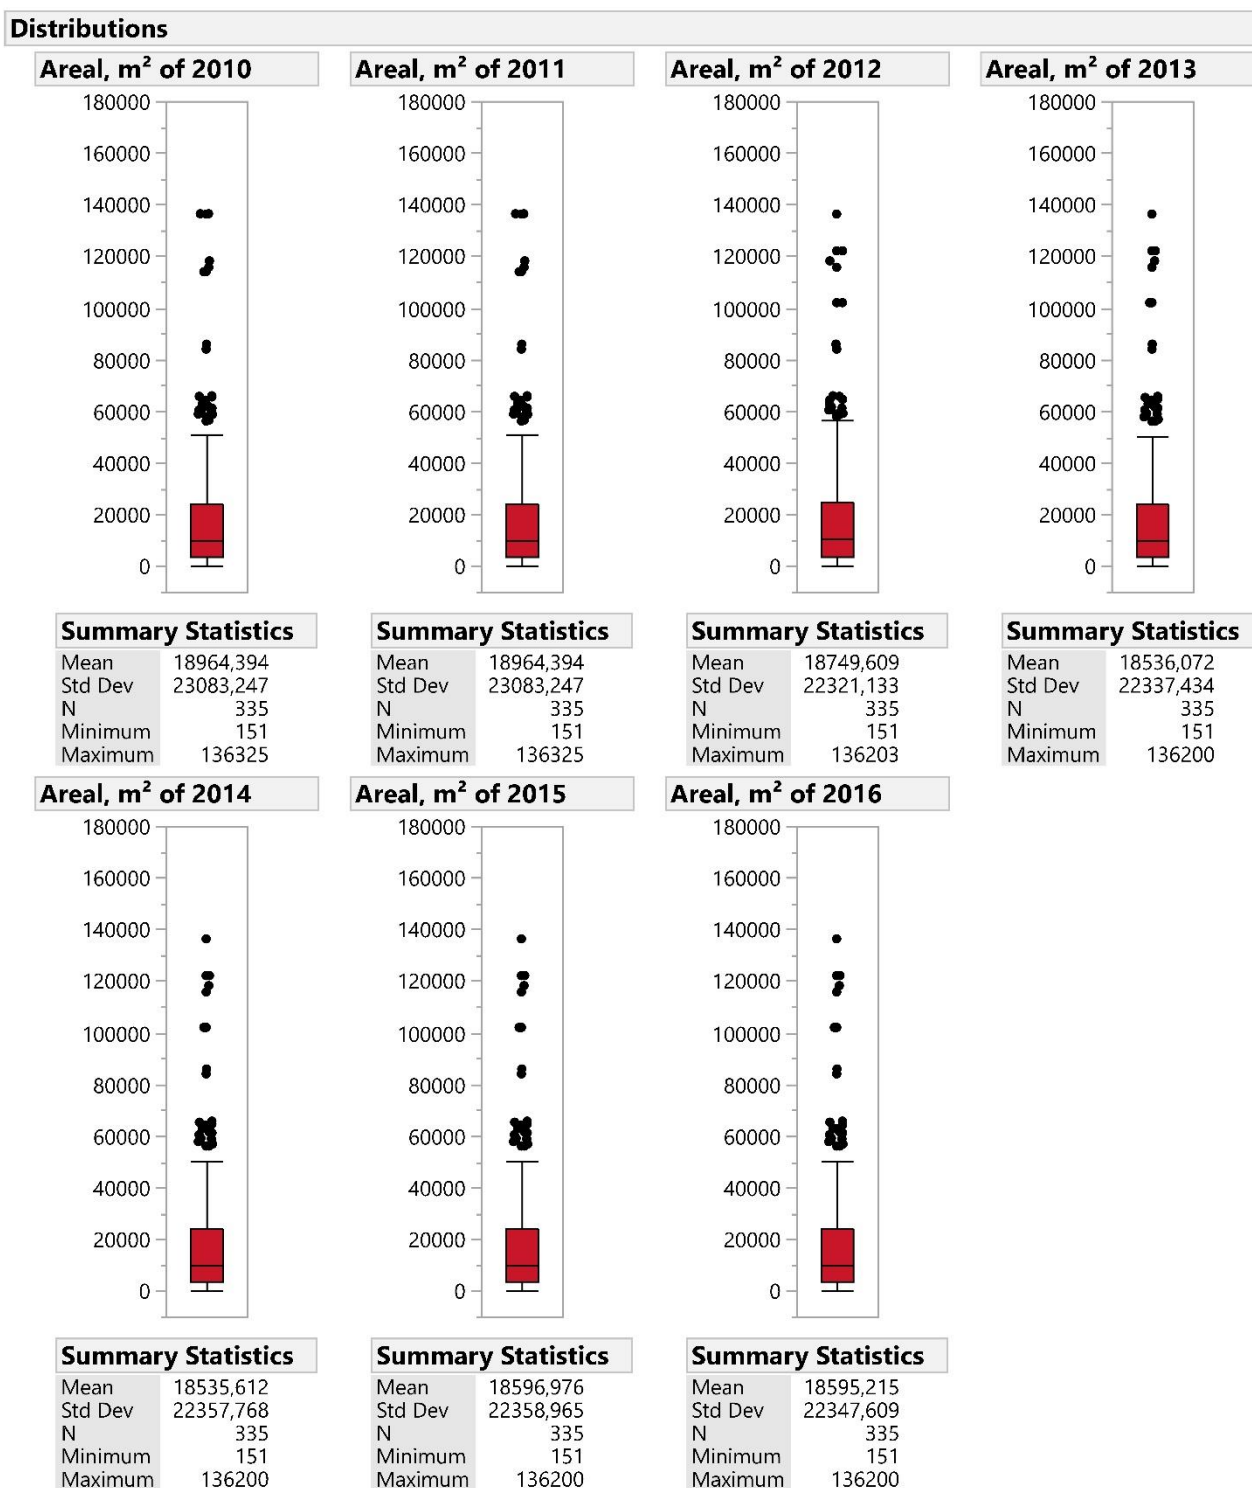 Distributions
Areal, m² of 2010
180000
160000
140000
120000
100000
80000
60000
40000
20000
0
Summary Statistics
Mean 18964,394
Std Dev 23083,247
N 335
Minimum 151
Maximum 136325
Areal, m² of 2011
180000
160000
140000
120000
100000
80000
60000
40000
20000
0
Summary Statistics
Mean 18964,394
Std Dev 23083,247
N 335
Minimum 151
Maximum 136325
Areal, m² of 2012
180000
160000
140000
120000
100000
80000
60000
40000
20000
0
Summary Statistics
Mean 18749,609
Std Dev 22321,133
N 335
Minimum 151
Maximum 136203
Areal, m² of 2013
180000
160000
140000
120000
100000
80000
60000
40000
20000
0
Summary Statistics
Mean 18536,072
Std Dev 22337,434
N 335
Minimum 151
Maximum 136200
Areal, m² of 2014
180000
160000
140000
120000
100000
80000
60000
40000
20000
0
Summary Statistics
Mean 18535,612
Std Dev 22357,768
N 335
Minimum 151
Maximum 136200
Areal, m² of 2015
180000
160000
140000
120000
100000
80000
60000
40000
20000
0
Summary Statistics
Mean 18596,976
Std Dev 22358,965
N 335
Minimum 151
Maximum 136200
Areal, m² of 2016
180000
160000
140000
120000
100000
80000
60000
40000
20000
0
Summary Statistics
Mean 18595,215
Std Dev 22347,609
N 335
Minimum 151
Maximum 136200